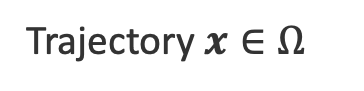 Trajectory 𝒙 ∈ Ω